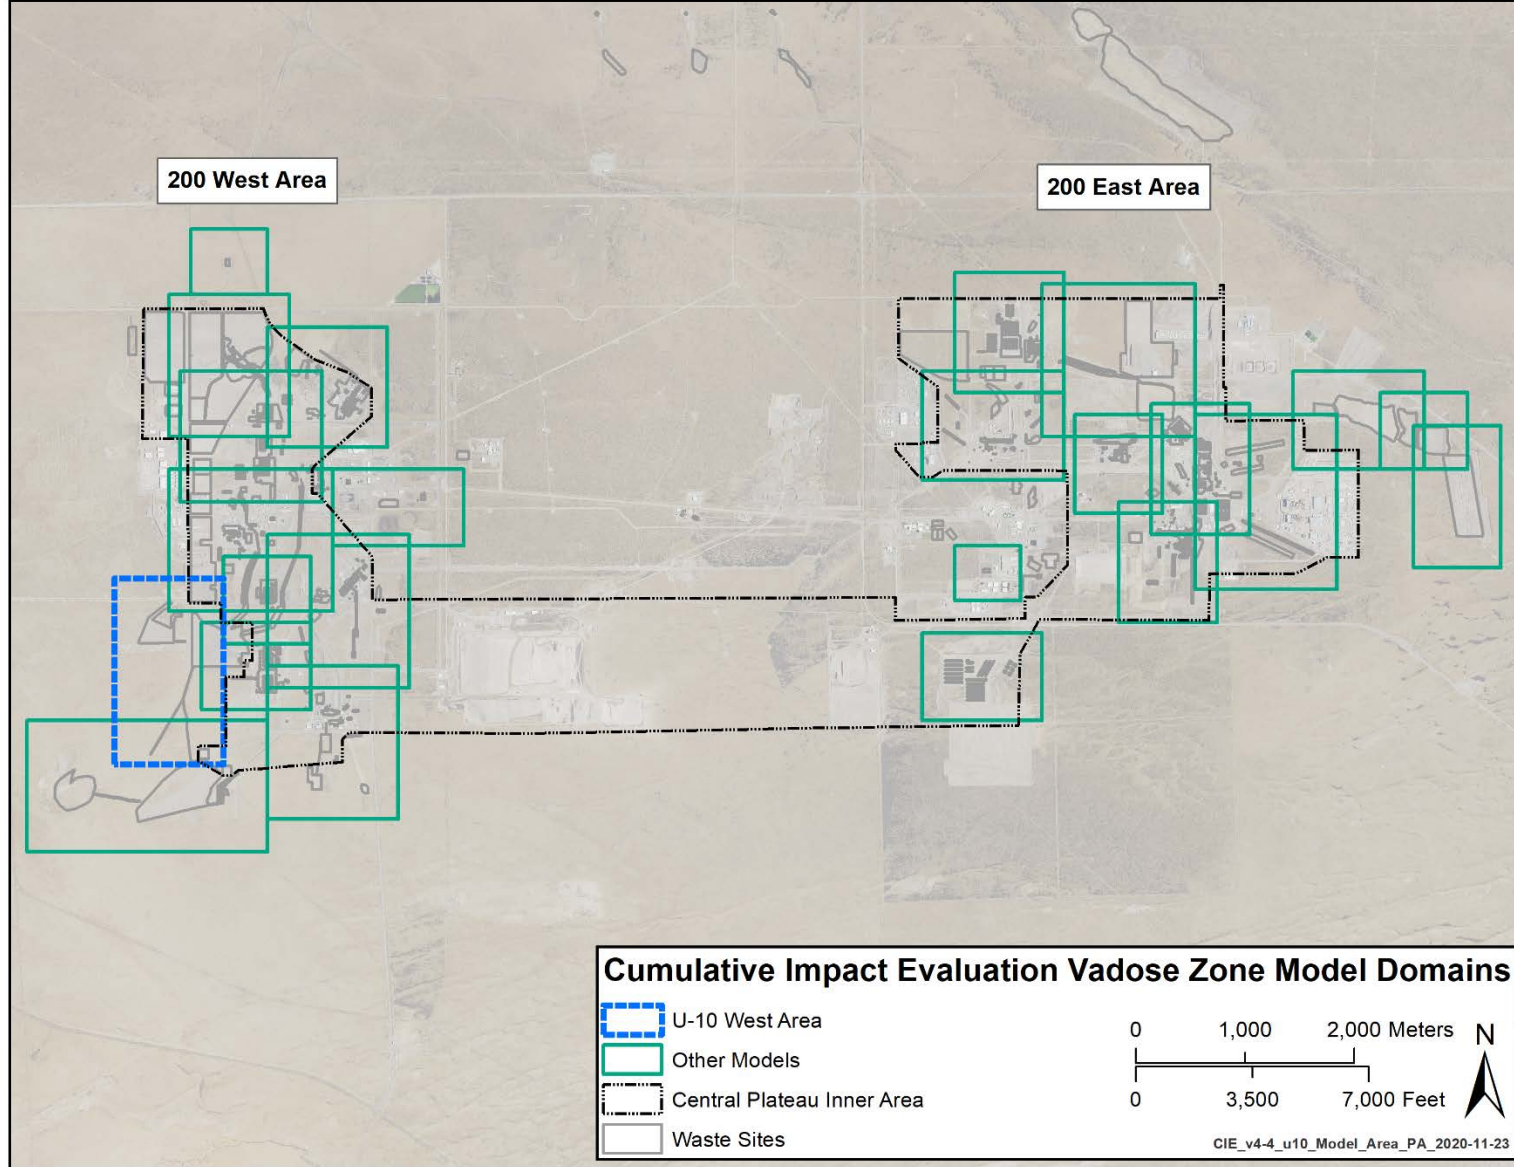 200 West Area
200 East Area
Cumulative Impact Evaluation Vadose Zone Model Domains
U-10 West Area
Other Models
Central Plateau Inner Area
Waste Sites
0 1,000 2,000 Meters
0 3,500 7,000 Feet
N
CIE_v4-4_u10_Model_Area_PA_2020-11-23